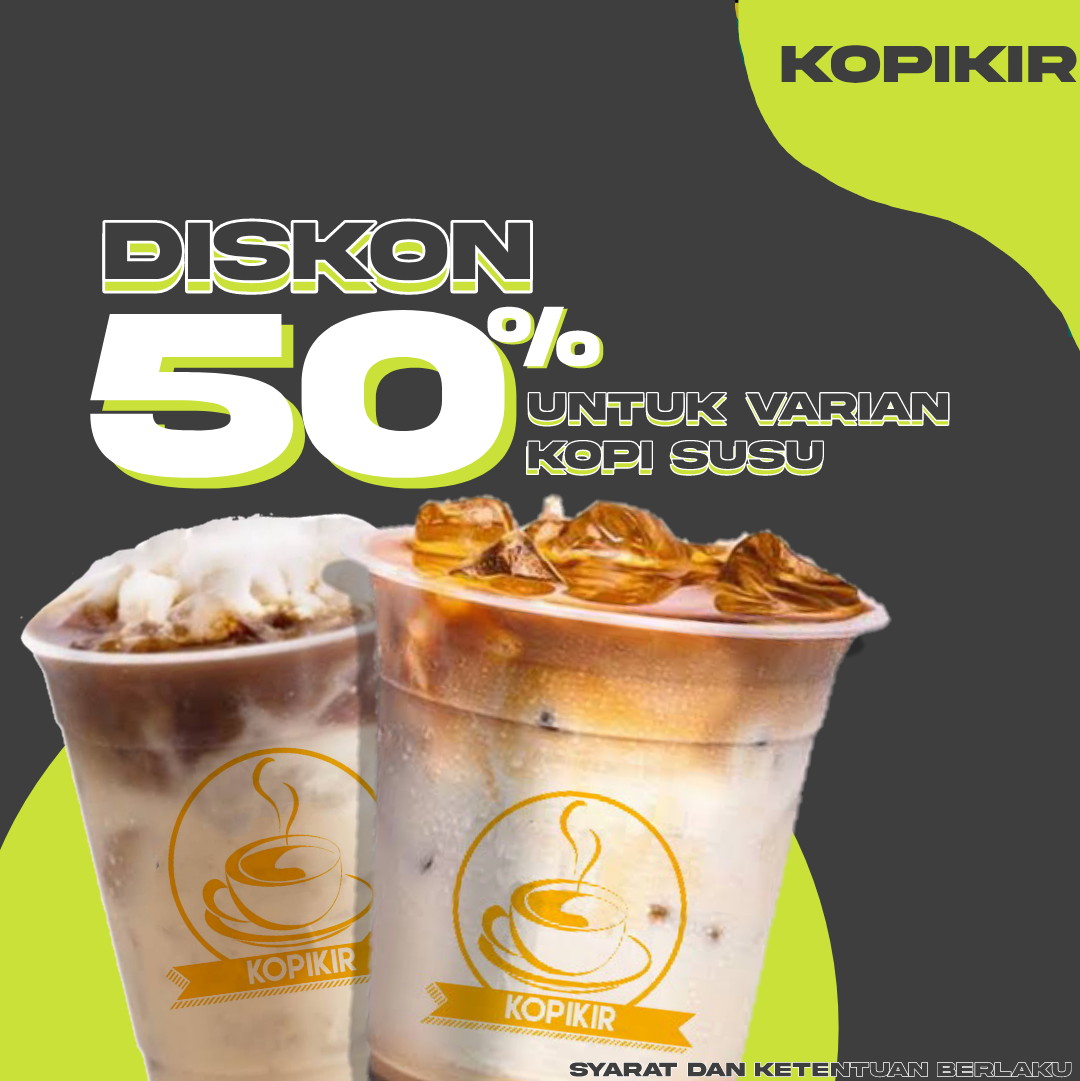 KOPIKIR
DISKON
50%
UNTUK VARIAN
KOPI SUSU
KOPIKIR
KOPIKIR
SYARAT DAN KETENTUAN BERLAKU